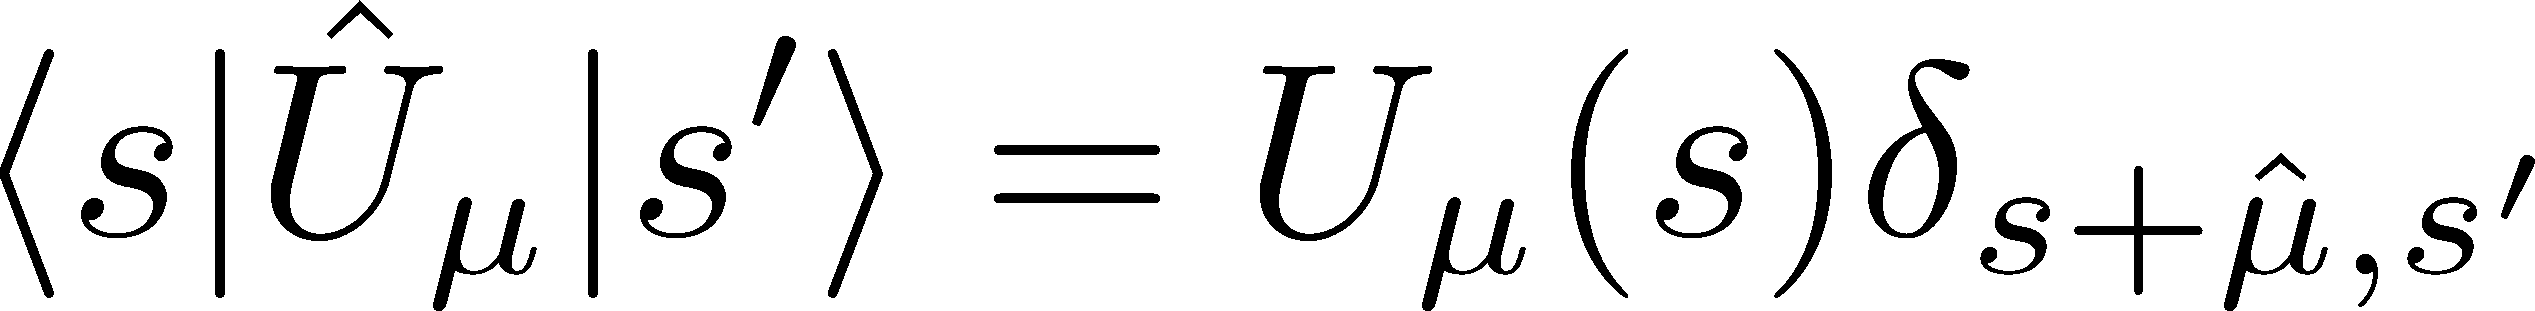 ⟨s|Û_μ|s′⟩ = U_μ(s)δ_{s+μ̂,s′}